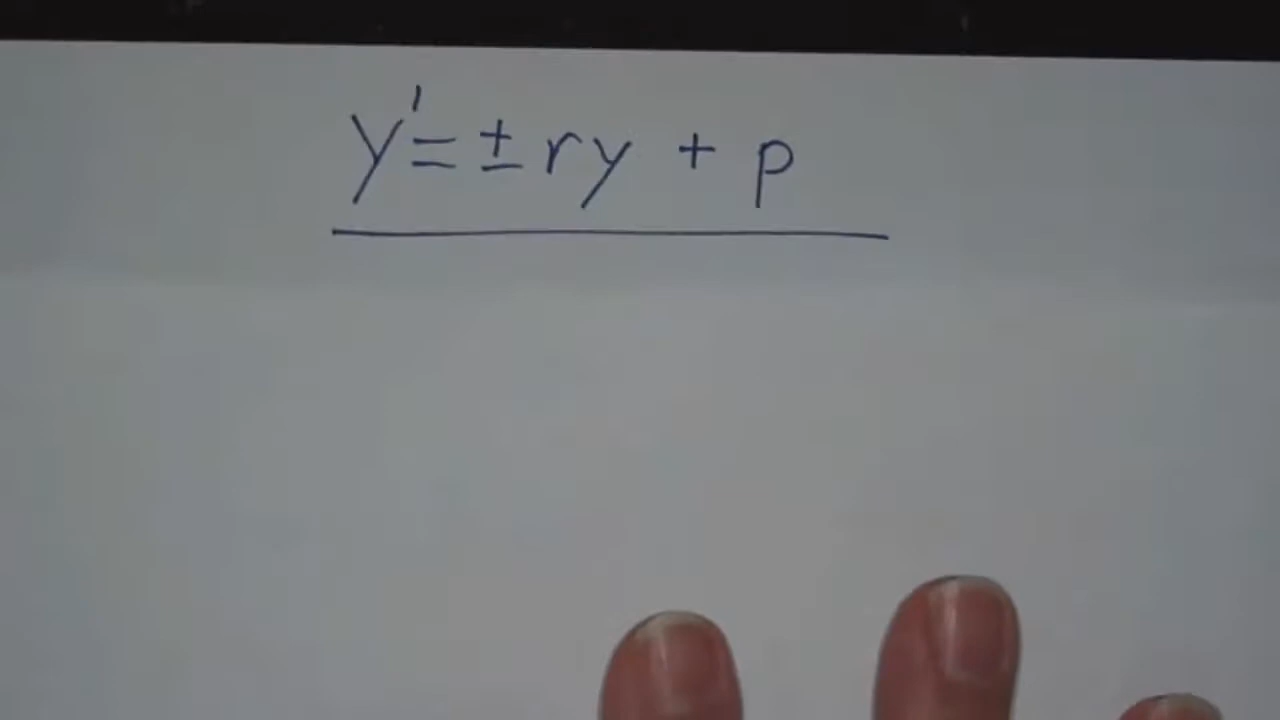 y' = ± ry + p